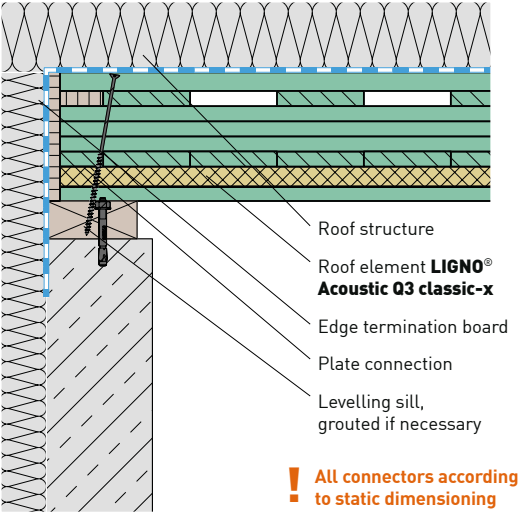 Roof structure
Roof element LIGNO®
Acoustic Q3 classic-x
Edge termination board
Plate connection
Levelling sill,
grouted if necessary
! All connectors according
to static dimensioning